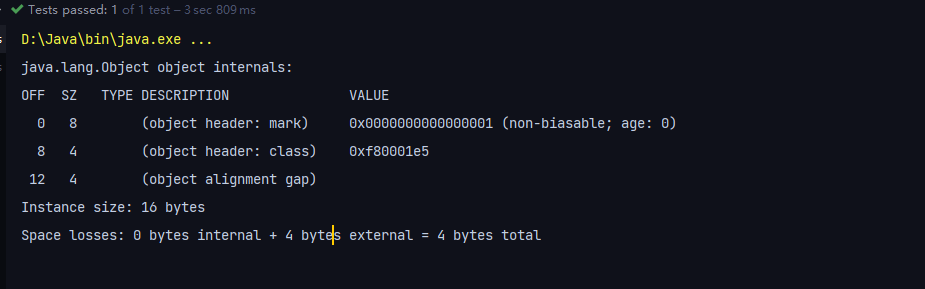 Tests passed: 1 of 1 test – 3 sec 809 ms
D:\Java\bin\java.exe ...
java.lang.Object object internals:
OFF  SZ   TYPE DESCRIPTION               VALUE
  0   8        (object header: mark)     0x0000000000000001 (non-biasable; age: 0)
  8   4        (object header: class)    0xf80001e5
 12   4        (object alignment gap)
Instance size: 16 bytes
Space losses: 0 bytes internal + 4 bytes external = 4 bytes total